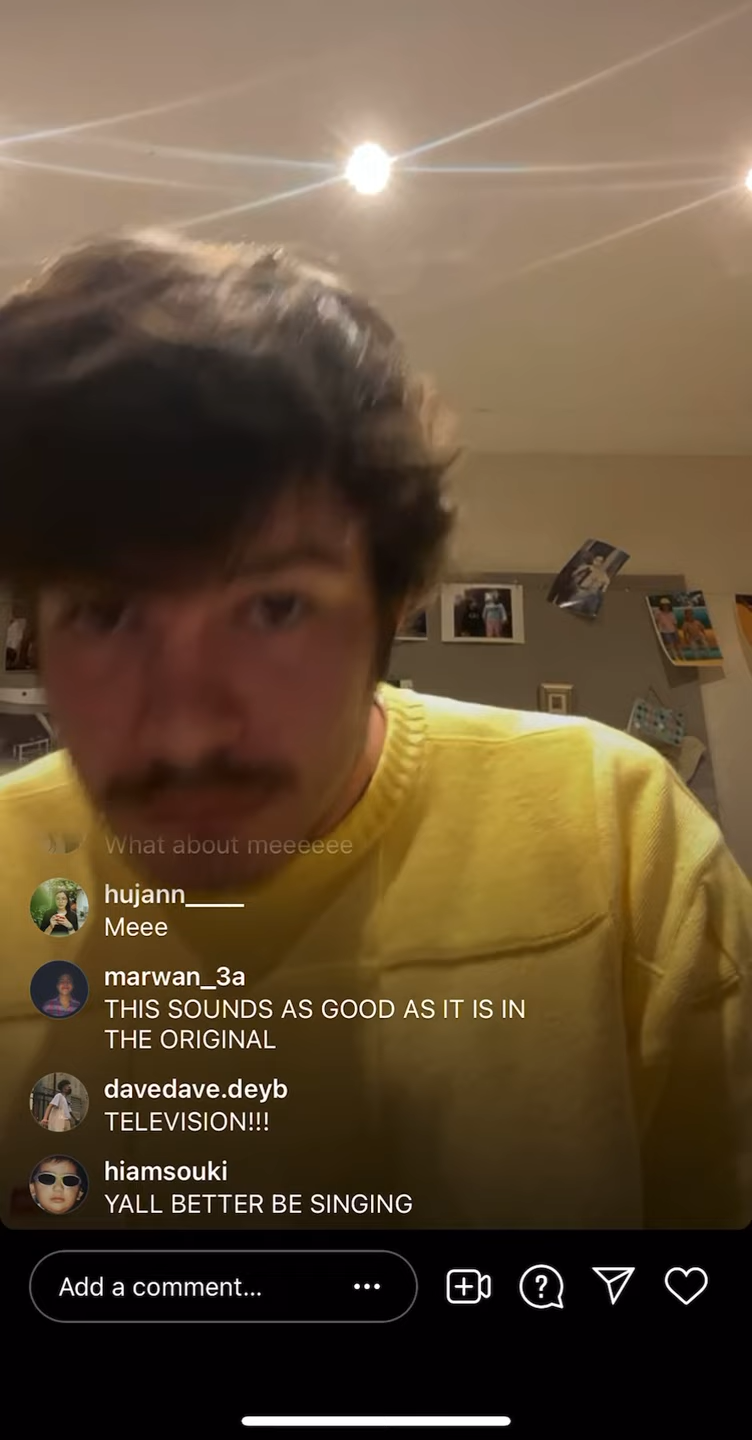 What about meeeeee
hujann_____
Meee
marwan_3a
THIS SOUNDS AS GOOD AS IT IS IN
THE ORIGINAL
davedave.deyb
TELEVISION!!!
hiamsouki
YALL BETTER BE SINGING
Add a comment...